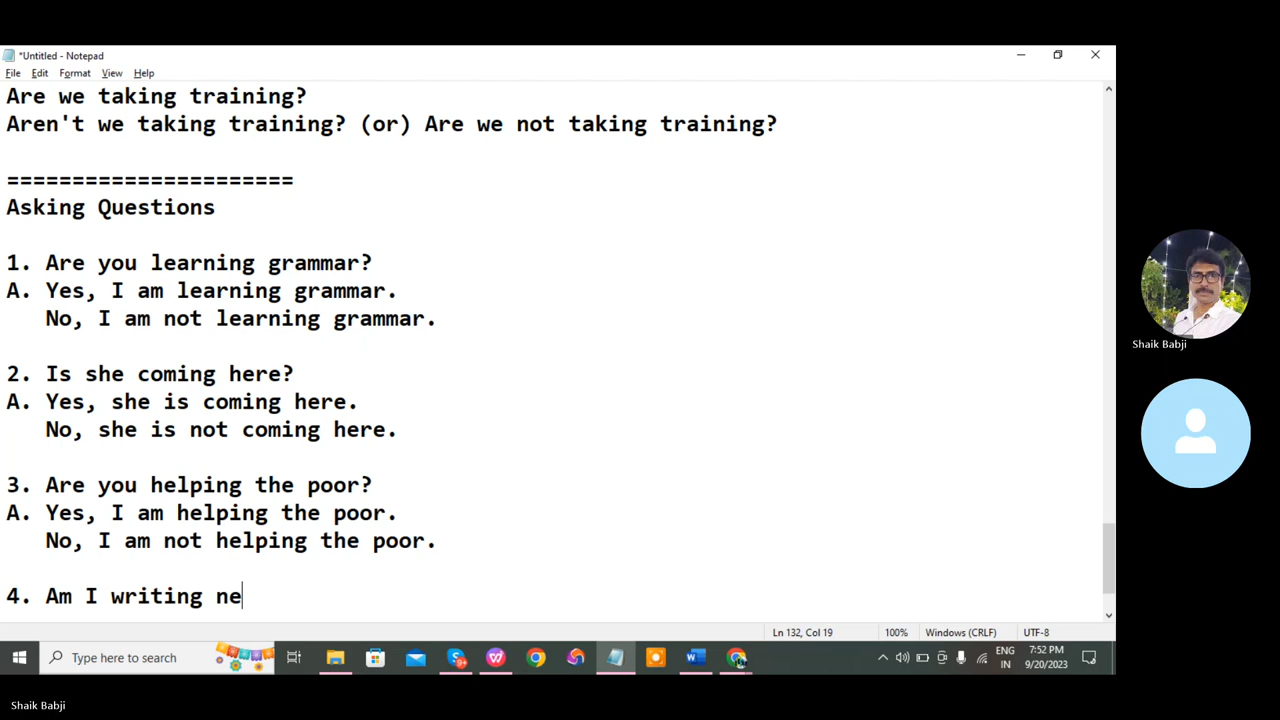 *Untitled - Notepad
File Edit Format View Help
Are we taking training?
Aren't we taking training? (or) Are we not taking training?
======================
Asking Questions
1. Are you learning grammar?
A. Yes, I am learning grammar.
No, I am not learning grammar.
2. Is she coming here?
A. Yes, she is coming here.
No, she is not coming here.
3. Are you helping the poor?
A. Yes, I am helping the poor.
No, I am not helping the poor.
4. Am I writing ne
Ln 132, Col 19 100% Windows (CRLF) UTF-8
Type here to search
ENG
IN
7:52 PM
9/20/2023
Shaik Babji
Shaik Babji